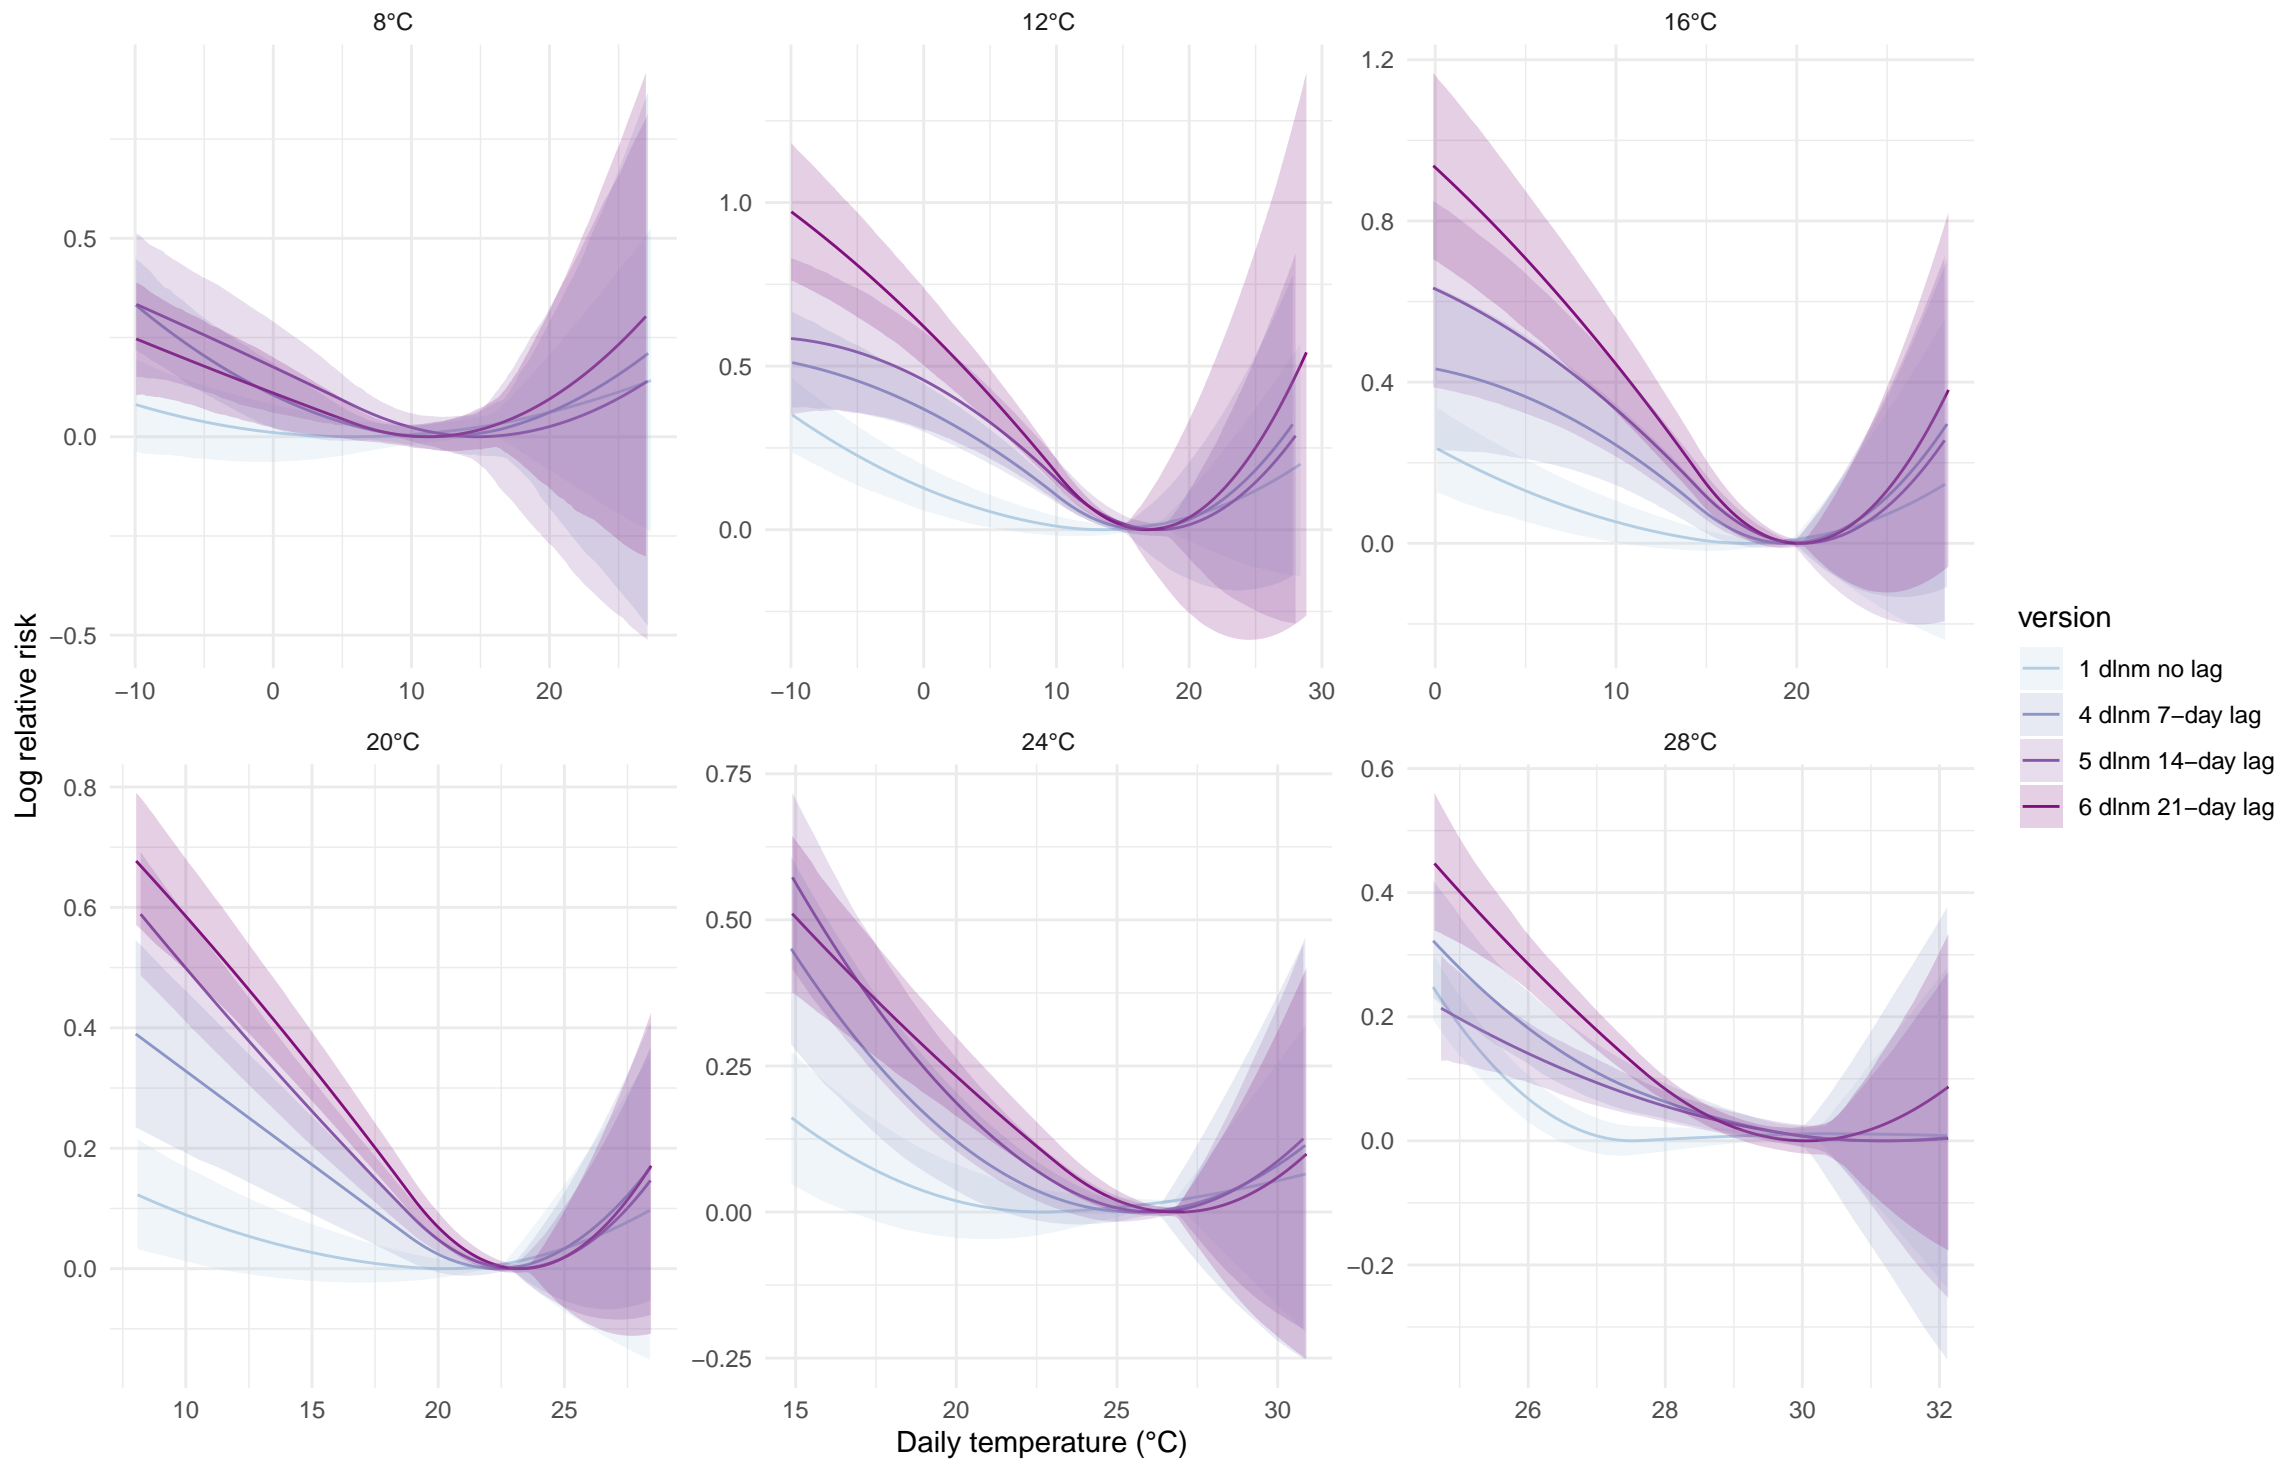 8°C
12°C
16°C
0.5
0.0
−0.5
1.0
0.5
0.0
1.2
0.8
0.4
0.0
−10 0 10 20
−10 0 10 20 30
0 10 20
Log relative risk
version
1 dlnm no lag
4 dlnm 7−day lag
5 dlnm 14−day lag
6 dlnm 21−day lag
20°C
24°C
28°C
0.8
0.6
0.4
0.2
0.0
0.75
0.50
0.25
0.00
−0.25
0.6
0.4
0.2
0.0
−0.2
10 15 20 25
15 20 25 30
26 28 30 32
Daily temperature (°C)